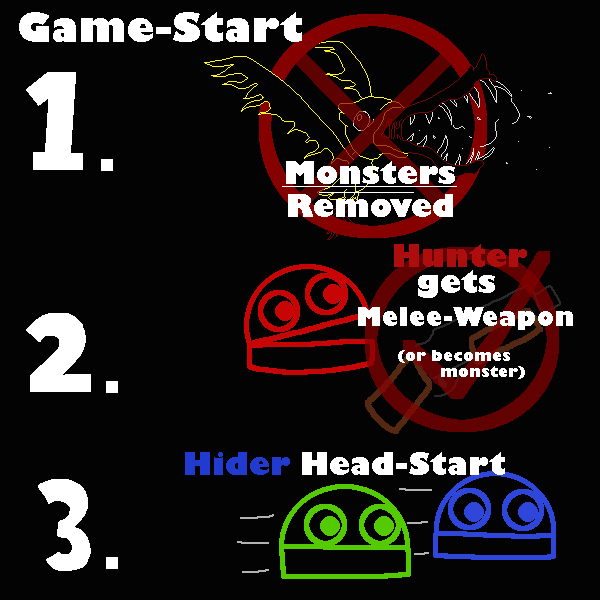 Game-Start
1.
Monsters
Removed
2.
Hunter
gets
Melee-Weapon
(or becomes
monster)
3.
Hider Head-Start